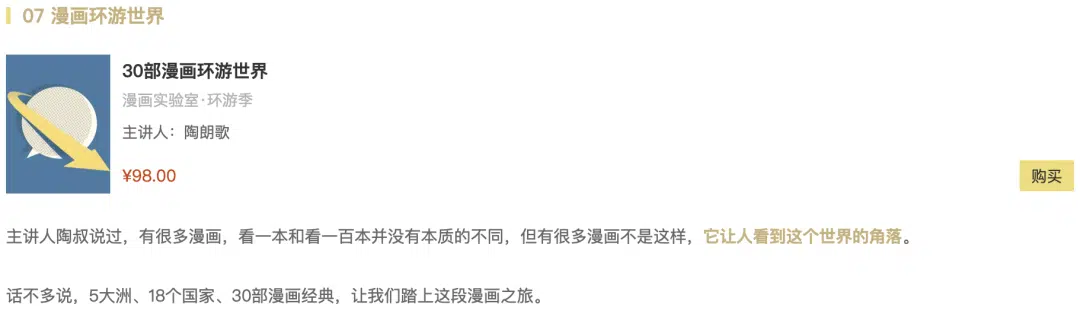 07 漫画环游世界
30部漫画环游世界
漫画实验室·环游季
主讲人：陶朗歌
¥98.00
购买
主讲人陶叔说过，有很多漫画，看一本和看一百本并没有本质的不同，但有很多漫画不是这样，它让人看到这个世界的角落。
话不多说，5大洲、18个国家、30部漫画经典，让我们踏上这段漫画之旅。